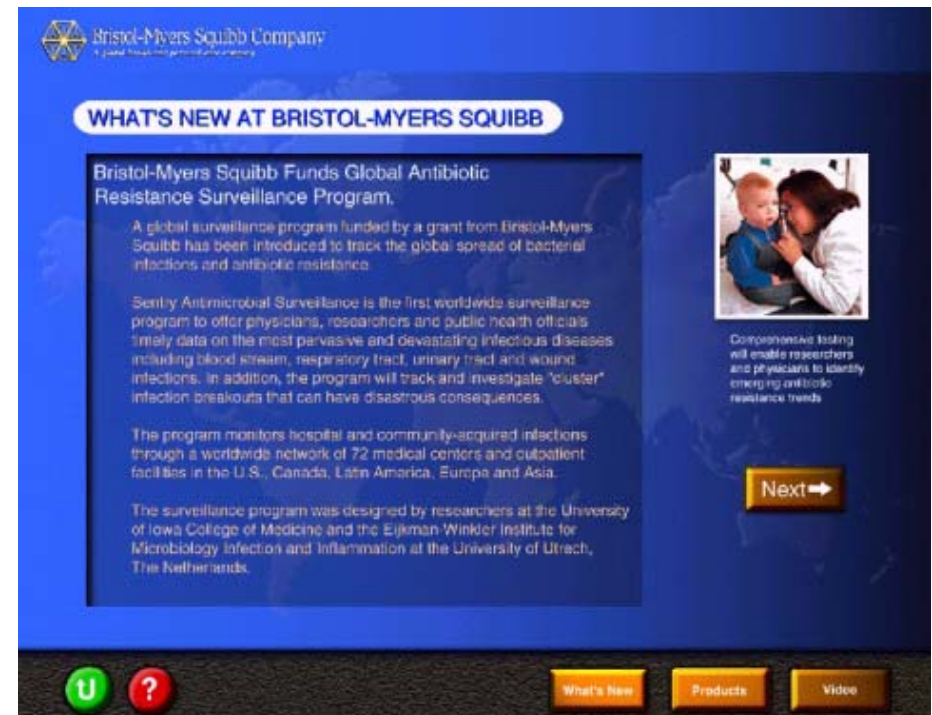 Bristol-Myers Squibb Company
WHAT'S NEW AT BRISTOL-MYERS SQUIBB
Bristol-Myers Squibb Funds Global Antibiotic
Resistance Surveillance Program.
A global surveillance program funded by a grant from Bristol-Myers
Squibb has been introduced to track the global spread of bacterial
infections and antibiotic resistance.
Sentry Antimicrobial Surveillance is the first worldwide surveillance
program to offer physicians, researchers and public health officials
timely data on the most pervasive and devastating infectious diseases
including blood stream, respiratory tract, urinary tract and wound
infections. In addition, the program will track and investigate "cluster"
infection breakouts that can have disastrous consequences.
The program monitors hospital and community-acquired infections
through a worldwide network of 72 medical centers and outpatient
facilities in the U.S., Canada, Latin America, Europe and Asia.
The surveillance program was designed by researchers at the University
of Iowa College of Medicine and the Eijkman-Winkler Institute for
Microbiology Infection and Inflammation at the University of Utrech,
The Netherlands.
Comprehensive testing
will enable researchers
and physicians to identify
emerging antibiotic
resistance trends
Next
?
What's New
Products
Video